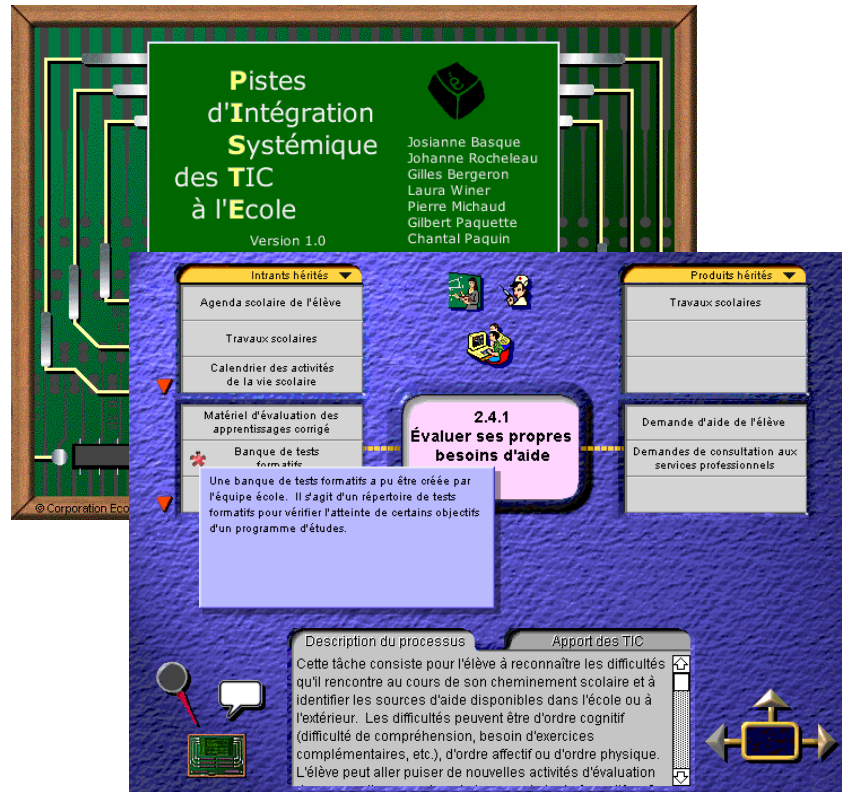 Pistes
d'Intégration
Systémique
des TIC
à l'Ecole
Version 1.0
Josianne Basque
Johanne Rocheleau
Gilles Bergeron
Laura Winer
Pierre Michaud
Gilbert Paquette
Chantal Paquin
© Corporation Eco
Intrants hérités
Agenda scolaire de l'élève
Travaux scolaires
Calendrier des activités
de la vie scolaire
Matériel d'évaluation des
apprentissages corrigé
Banque de tests
formatifs
Une banque de tests formatifs a pu être créée par
l'équipe école. Il s'agit d'un répertoire de tests
formatifs pour vérifier l'atteinte de certains objectifs
d'un programme d'études.
2.4.1
Évaluer ses propres
besoins d'aide
Produits hérités
Travaux scolaires
Demande d'aide de l'élève
Demandes de consultation aux
services professionnels
Description du processus
Apport des TIC
Cette tâche consiste pour l'élève à reconnaître les difficultés
qu'il rencontre au cours de son cheminement scolaire et à
identifier les sources d'aide disponibles dans l'école ou à
l'extérieur. Les difficultés peuvent être d'ordre cognitif
(difficulté de compréhension, besoin d'exercices
complémentaires, etc.), d'ordre affectif ou d'ordre physique.
L'élève peut aller puiser de nouvelles activités d'évaluation